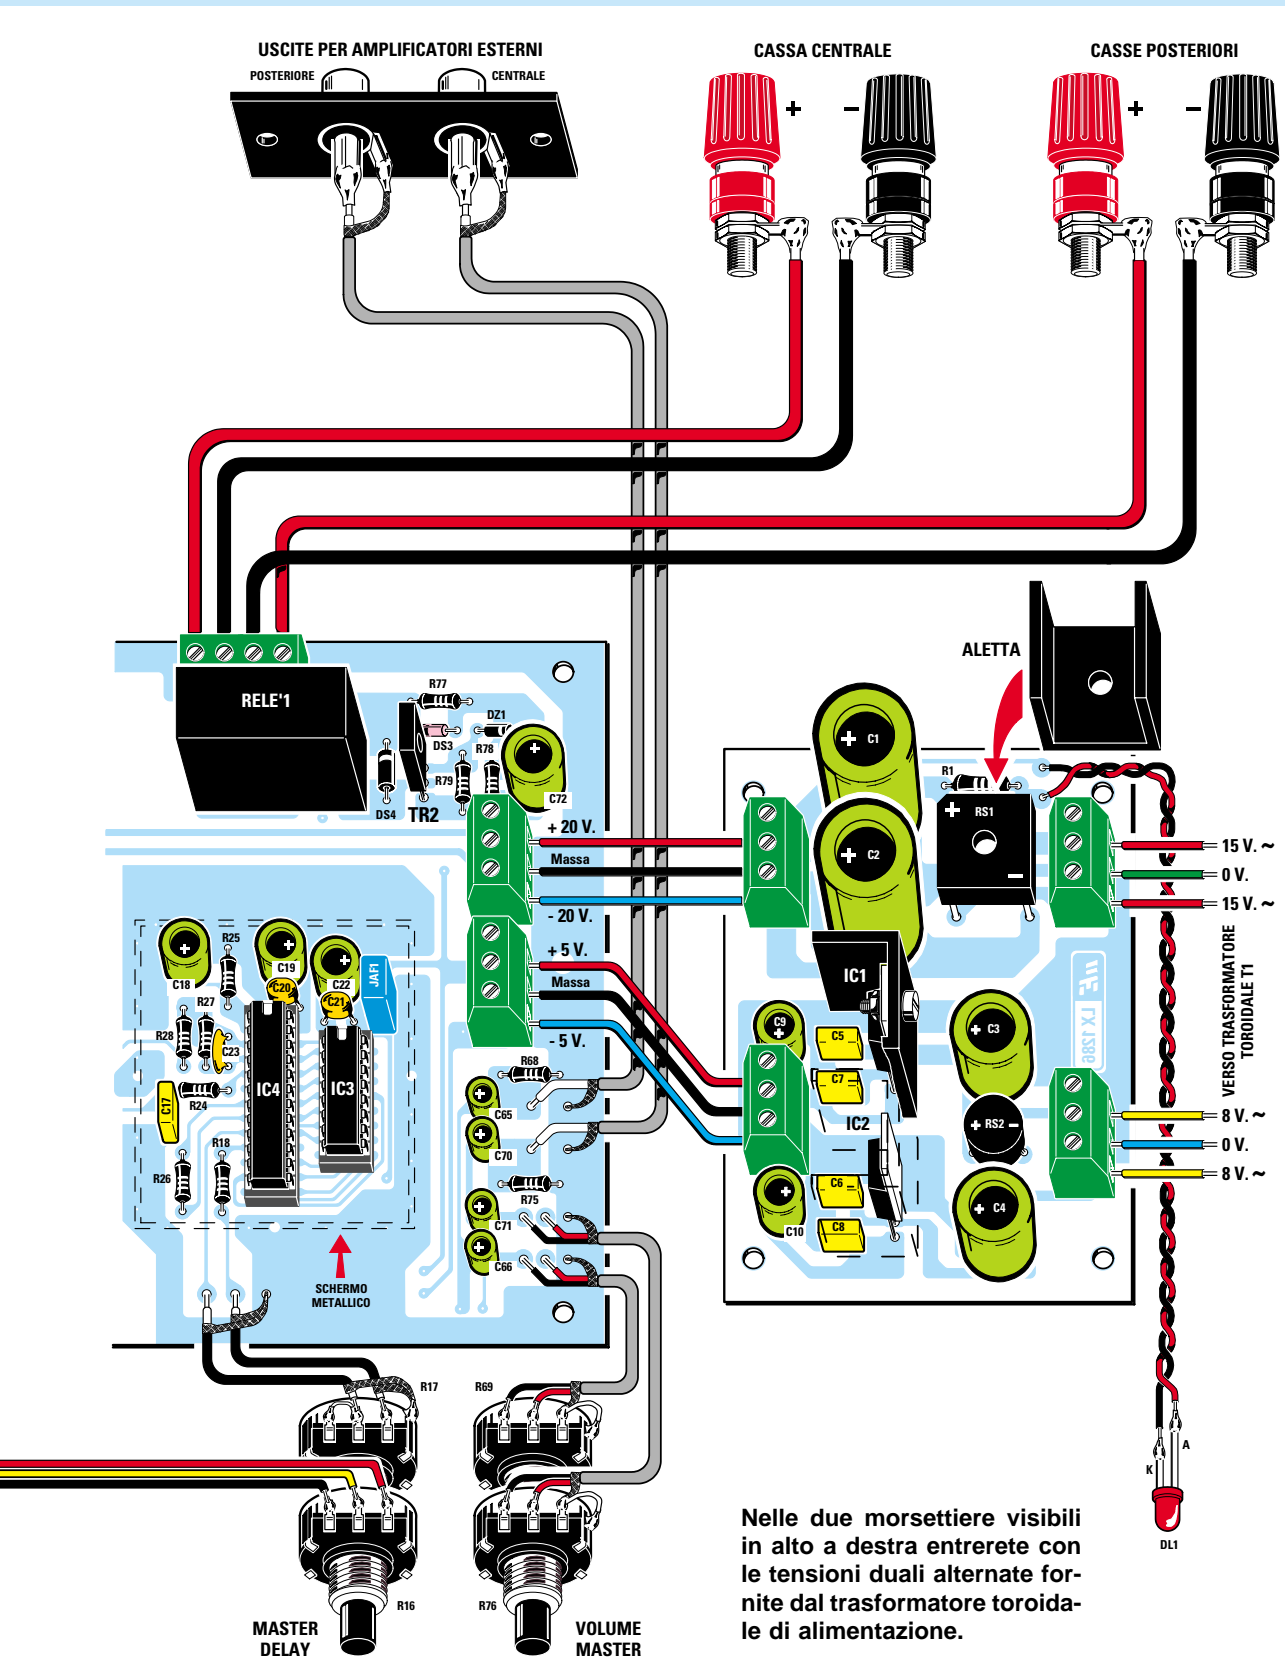 USCITE PER AMPLIFICATORI ESTERNI
POSTERIORE
CENTRALE
CASSA CENTRALE
CASSE POSTERIORI
+
−
+
−
ALETTA
RELE'1
R77
DS3
DZ1
R78
R79
DS4
TR2
C72
C1
C2
R1
RS1
+
−
+ 20 V.
Massa
- 20 V.
+ 5 V.
Massa
- 5 V.
15 V. ~
0 V.
15 V. ~
VERSO TRASFORMATORE
TOROIDALE T1
8 V. ~
0 V.
8 V. ~
C18
R25
C19
C20
C22
C21
JAF1
R28
R27
C23
IC4
IC3
C17
R24
R18
R26
R68
C65
C70
R75
C71
C66
IC1
C9
C5
C7
IC2
C6
C8
C10
C3
+ RS2 −
C4
LX 1286
SCHERMO
METALLICO
R17
R69
R16
R76
MASTER
DELAY
VOLUME
MASTER
A
K
DL1
Nelle due morsettiere visibili
in alto a destra entrerete con
le tensioni duali alternate for-
nite dal trasformatore toroida-
le di alimentazione.